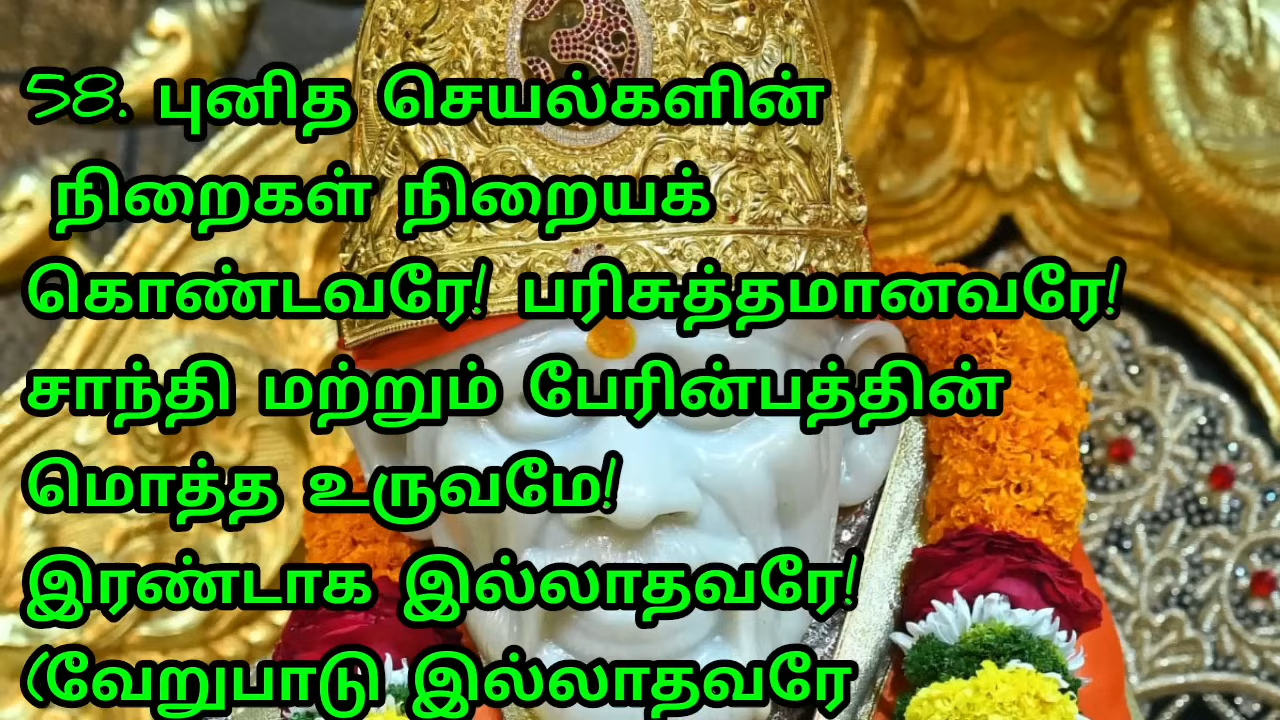 58. புனித செயல்களின்
நிறைகள் நிறையக்
கொண்டவரே! பரிசுத்தமானவரே!
சாந்தி மற்றும் பேரின்பத்தின்
மொத்த உருவமே!
இரண்டாக இல்லாதவரே!
(வேறுபாடு இல்லாதவரே